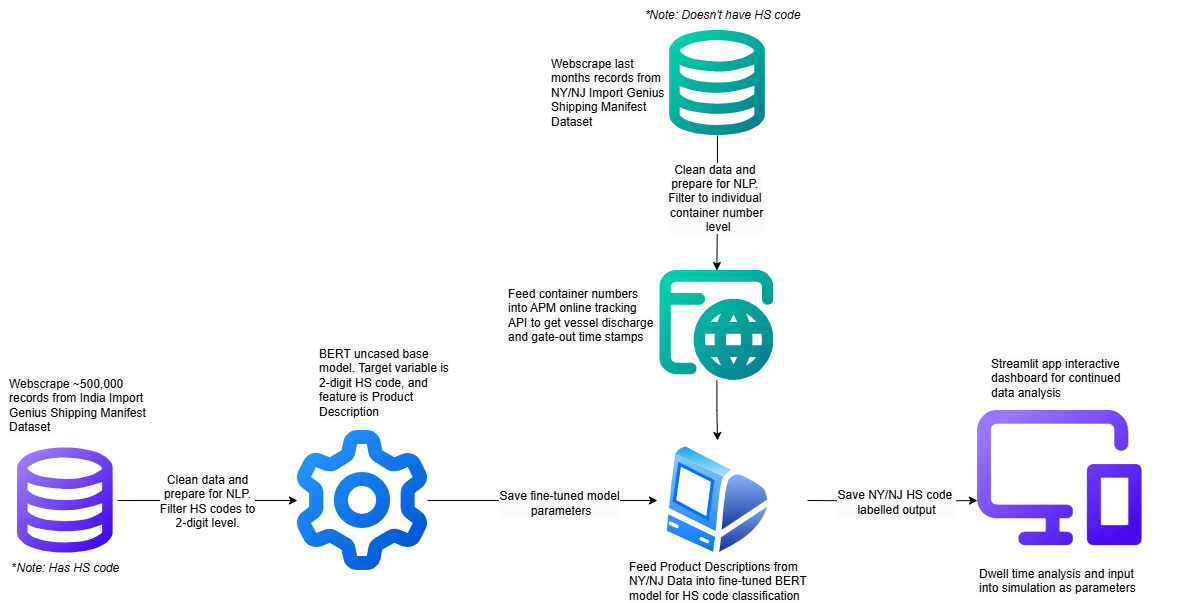 *Note: Doesn't have HS code
Webscrape last
months records from
NY/NJ Import Genius
Shipping Manifest
Dataset
Clean data and
prepare for NLP.
Filter to individual
container number
level
Feed container numbers
into APM online tracking
API to get vessel discharge
and gate-out time stamps
Webscrape ~500,000
records from India Import
Genius Shipping Manifest
Dataset
*Note: Has HS code
Clean data and
prepare for NLP.
Filter HS codes to
2-digit level.
BERT uncased base
model. Target variable is
2-digit HS code, and
feature is Product
Description
Save fine-tuned model
parameters
Feed Product Descriptions from
NY/NJ Data into fine-tuned BERT
model for HS code classification
Save NY/NJ HS code
labelled output
Streamlit app interactive
dashboard for continued
data analysis
Dwell time analysis and input
into simulation as parameters